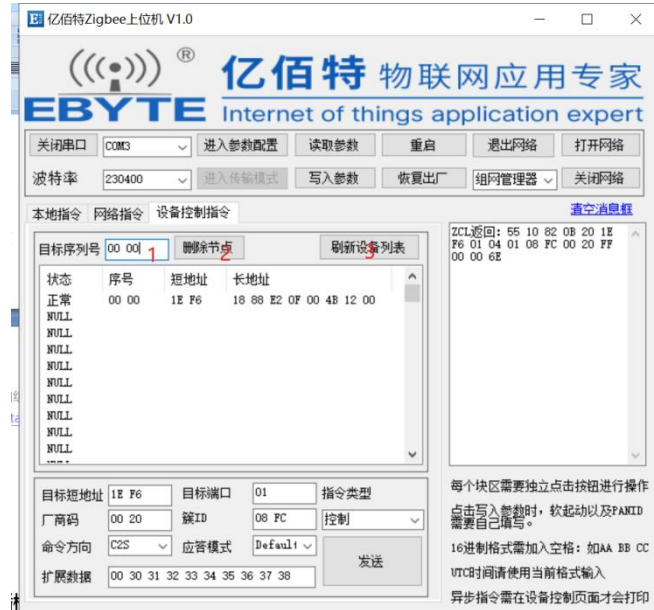 亿佰特Zigbee上位机 V1.0
亿佰特 物联网应用专家
EBYTE ® Internet of things application expert
关闭串口 COM3 进入参数配置 读取参数 重启 退出网络 打开网络
波特率 230400 进入传输模式 写入参数 恢复出厂 组网管理器 关闭网络
本地指令 网络指令 设备控制指令 清空消息框
目标序列号 00 00 1 删除节点 2 刷新设备列表 3
状态 序号 短地址 长地址
正常 00 00 1E F6 18 88 E2 0F 00 4B 12 00
NULL
NULL
NULL
NULL
NULL
NULL
NULL
NULL
NULL
ZCL返回: 55 10 82 0B 20 1E
F6 01 04 01 08 FC 00 20 FF
00 00 6E
目标短地址 1E F6 目标端口 01 指令类型
厂商码 00 20 簇ID 08 FC 控制
命令方向 C2S 应答模式 Default 发送
扩展数据 00 30 31 32 33 34 35 36 37 38
每个块区需要独立点击按钮进行操作
点击写入参数时，软起动以及PANID
需要自己填写。
16进制格式需加入空格：如AA BB CC
UTC时间请使用当前格式输入
异步指令需在设备控制页面才会打印